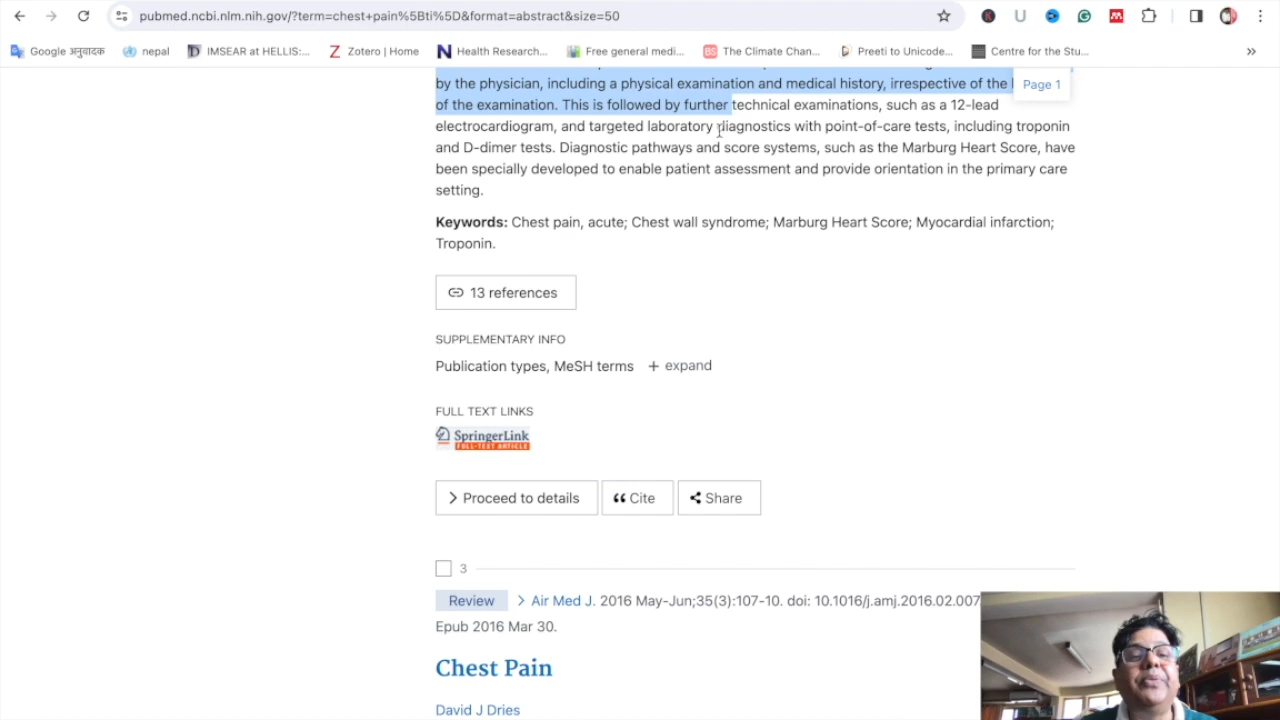 pubmed.ncbi.nlm.nih.gov/?term=chest+pain%5Bti%5D&format=abstract&size=50
Google अनुवादक nepal IMSEAR at HELLIS:... Zotero | Home Health Research... Free general medi... The Climate Chan... Preeti to Unicode... Centre for the Stu...
by the physician, including a physical examination and medical history, irrespective of the
Page 1
of the examination. This is followed by further technical examinations, such as a 12-lead
electrocardiogram, and targeted laboratory diagnostics with point-of-care tests, including troponin
and D-dimer tests. Diagnostic pathways and score systems, such as the Marburg Heart Score, have
been specially developed to enable patient assessment and provide orientation in the primary care
setting.
Keywords: Chest pain, acute; Chest wall syndrome; Marburg Heart Score; Myocardial infarction;
Troponin.
13 references
SUPPLEMENTARY INFO
Publication types, MeSH terms + expand
FULL TEXT LINKS
SpringerLink
FULL-TEXT ARTICLE
Proceed to details Cite Share
3
Review Air Med J. 2016 May-Jun;35(3):107-10. doi: 10.1016/j.amj.2016.02.007
Epub 2016 Mar 30.
Chest Pain
David J Dries